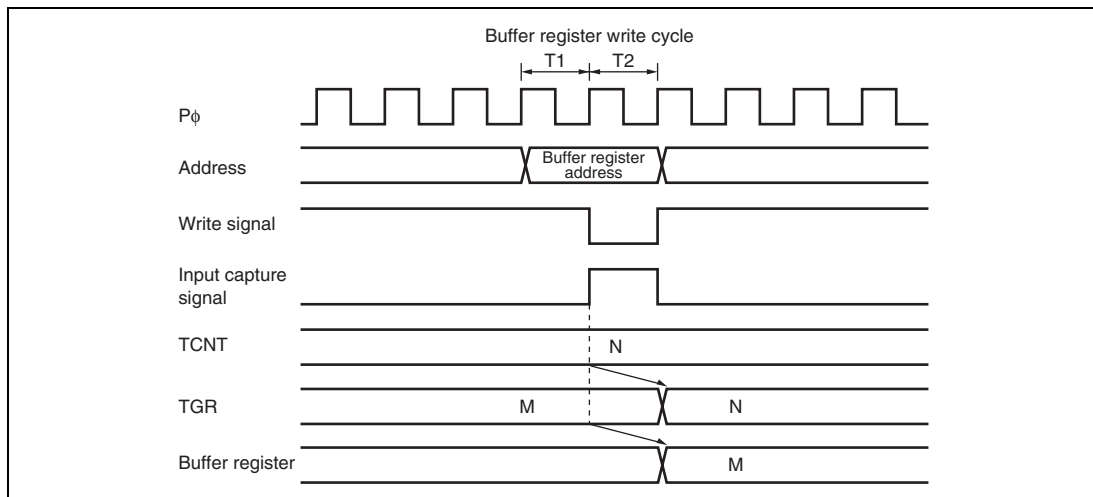 Buffer register write cycle
T1 T2
Pϕ
Address
Buffer register
address
Write signal
Input capture
signal
TCNT
N
TGR
M
N
Buffer register
M